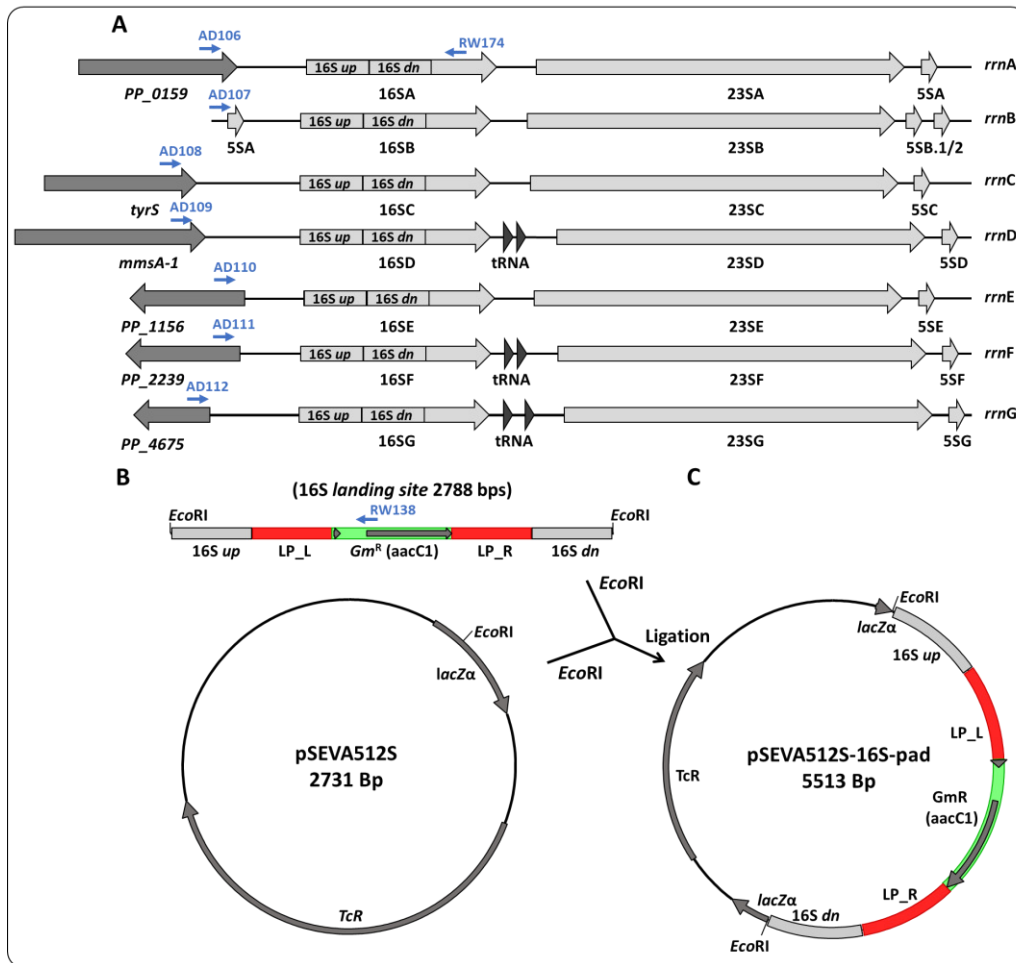 A
AD106
RW174
16S up 16S dn
rrnA
PP_0159
16SA
23SA
5SA
AD107
16S up 16S dn
rrnB
5SA
16SB
23SB
5SB.1/2
AD108
16S up 16S dn
rrnC
tyrS
16SC
23SC
5SC
AD109
16S up 16S dn
rrnD
mmsA-1
16SD
tRNA
23SD
5SD
AD110
16S up 16S dn
rrnE
PP_1156
16SE
23SE
5SE
AD111
16S up 16S dn
rrnF
PP_2239
16SF
tRNA
23SF
5SF
AD112
16S up 16S dn
rrnG
PP_4675
16SG
tRNA
23SG
5SG
B
(16S landing site 2788 bps)
EcoRI
RW138
EcoRI
16S up
LP_L
GmR (aacC1)
LP_R
16S dn
EcoRI
lacZα
pSEVA512S
2731 Bp
TcR
EcoRI
EcoRI
Ligation
C
EcoRI
lacZα
16S up
LP_L
pSEVA512S-16S-pad
5513 Bp
TcR
GmR
(aacC1)
LP_R
lacZα
16S dn
EcoRI